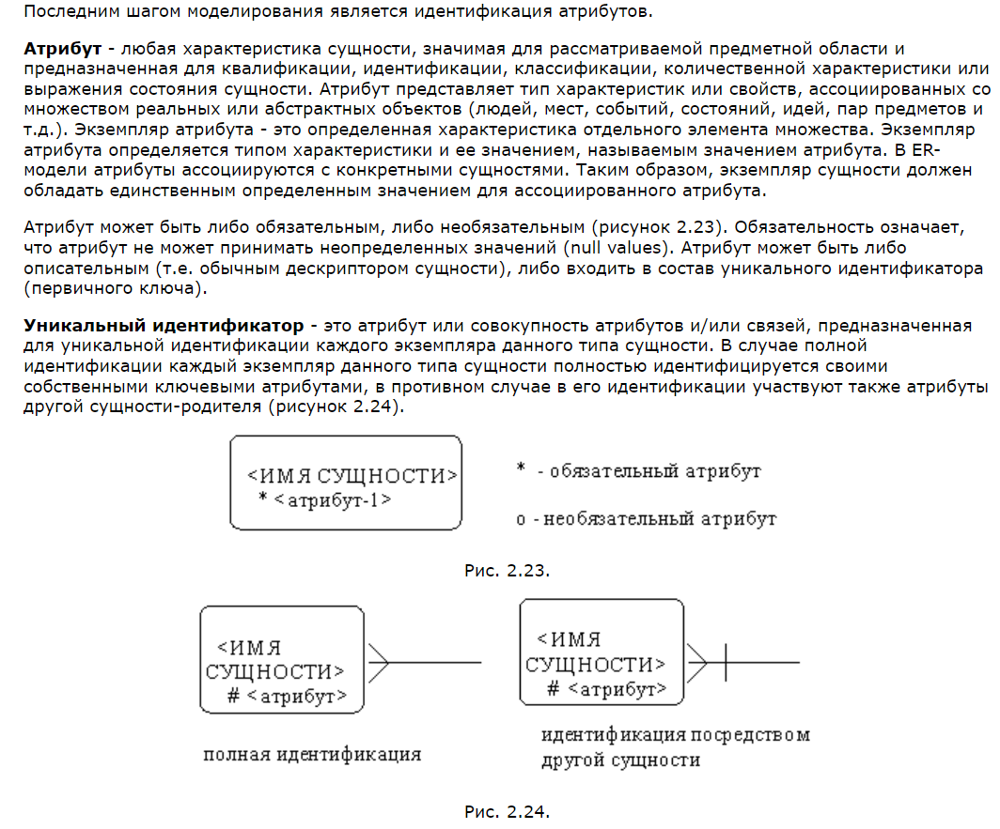 Последним шагом моделирования является идентификация атрибутов.
Атрибут - любая характеристика сущности, значимая для рассматриваемой предметной области и
предназначенная для квалификации, идентификации, классификации, количественной характеристики или
выражения состояния сущности. Атрибут представляет тип характеристик или свойств, ассоциированных со
множеством реальных или абстрактных объектов (людей, мест, событий, состояний, идей, пар предметов и
т.д.). Экземпляр атрибута - это определенная характеристика отдельного элемента множества. Экземпляр
атрибута определяется типом характеристики и ее значением, называемым значением атрибута. В ER-
модели атрибуты ассоциируются с конкретными сущностями. Таким образом, экземпляр сущности должен
обладать единственным определенным значением для ассоциированного атрибута.
Атрибут может быть либо обязательным, либо необязательным (рисунок 2.23). Обязательность означает,
что атрибут не может принимать неопределенных значений (null values). Атрибут может быть либо
описательным (т.е. обычным дескриптором сущности), либо входить в состав уникального идентификатора
(первичного ключа).
Уникальный идентификатор - это атрибут или совокупность атрибутов и/или связей, предназначенная
для уникальной идентификации каждого экземпляра данного типа сущности. В случае полной
идентификации каждый экземпляр данного типа сущности полностью идентифицируется своими
собственными ключевыми атрибутами, в противном случае в его идентификации участвуют также атрибуты
другой сущности-родителя (рисунок 2.24).
<ИМЯ СУЩНОСТИ>
* <атрибут-1>
* - обязательный атрибут
о - необязательный атрибут
Рис. 2.23.
<ИМЯ
СУЩНОСТИ>
# <атрибут>
полная идентификация
<ИМЯ
СУЩНОСТИ>
# <атрибут>
идентификация посредством
другой сущности
Рис. 2.24.